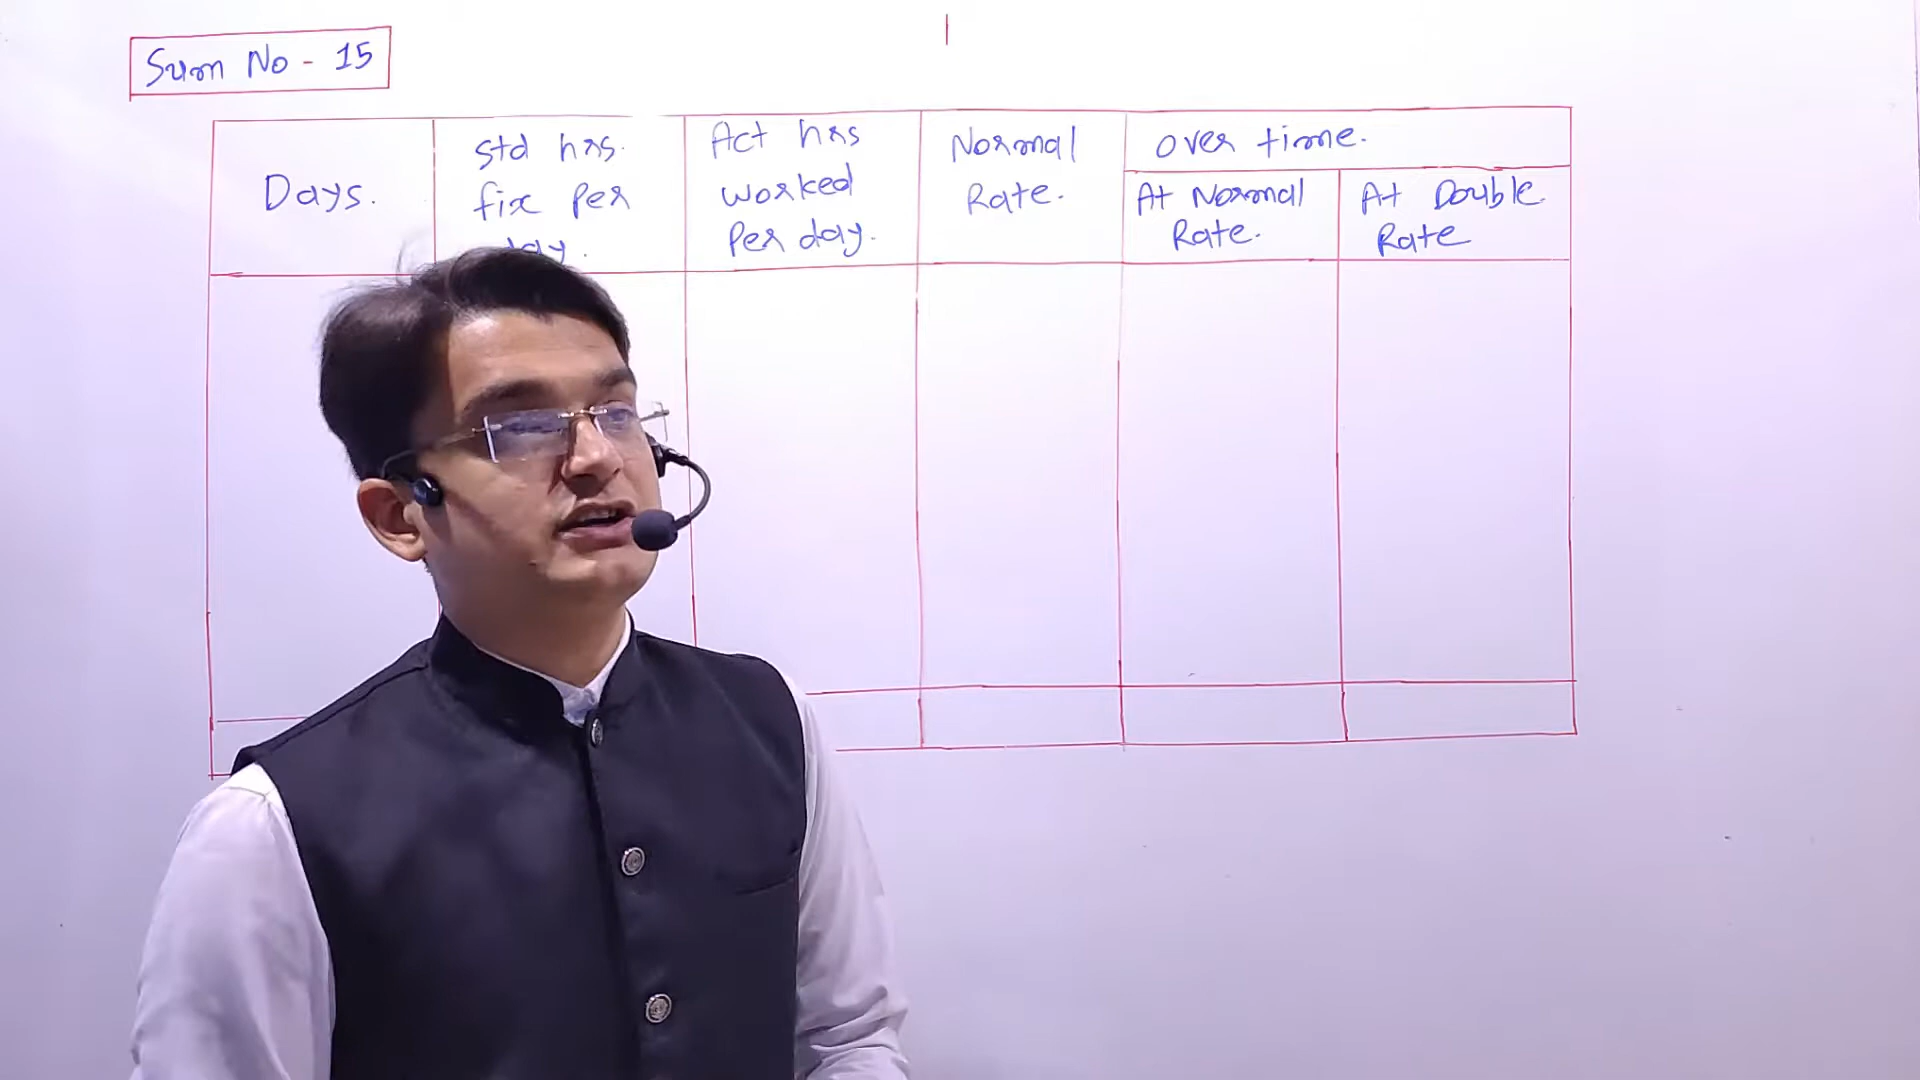 Sum No - 15
Days.
Std hrs.
fix Per
day.
Act hrs
worked
Per day.
Normal
Rate.
over time.
At Normal
Rate.
At Double
Rate